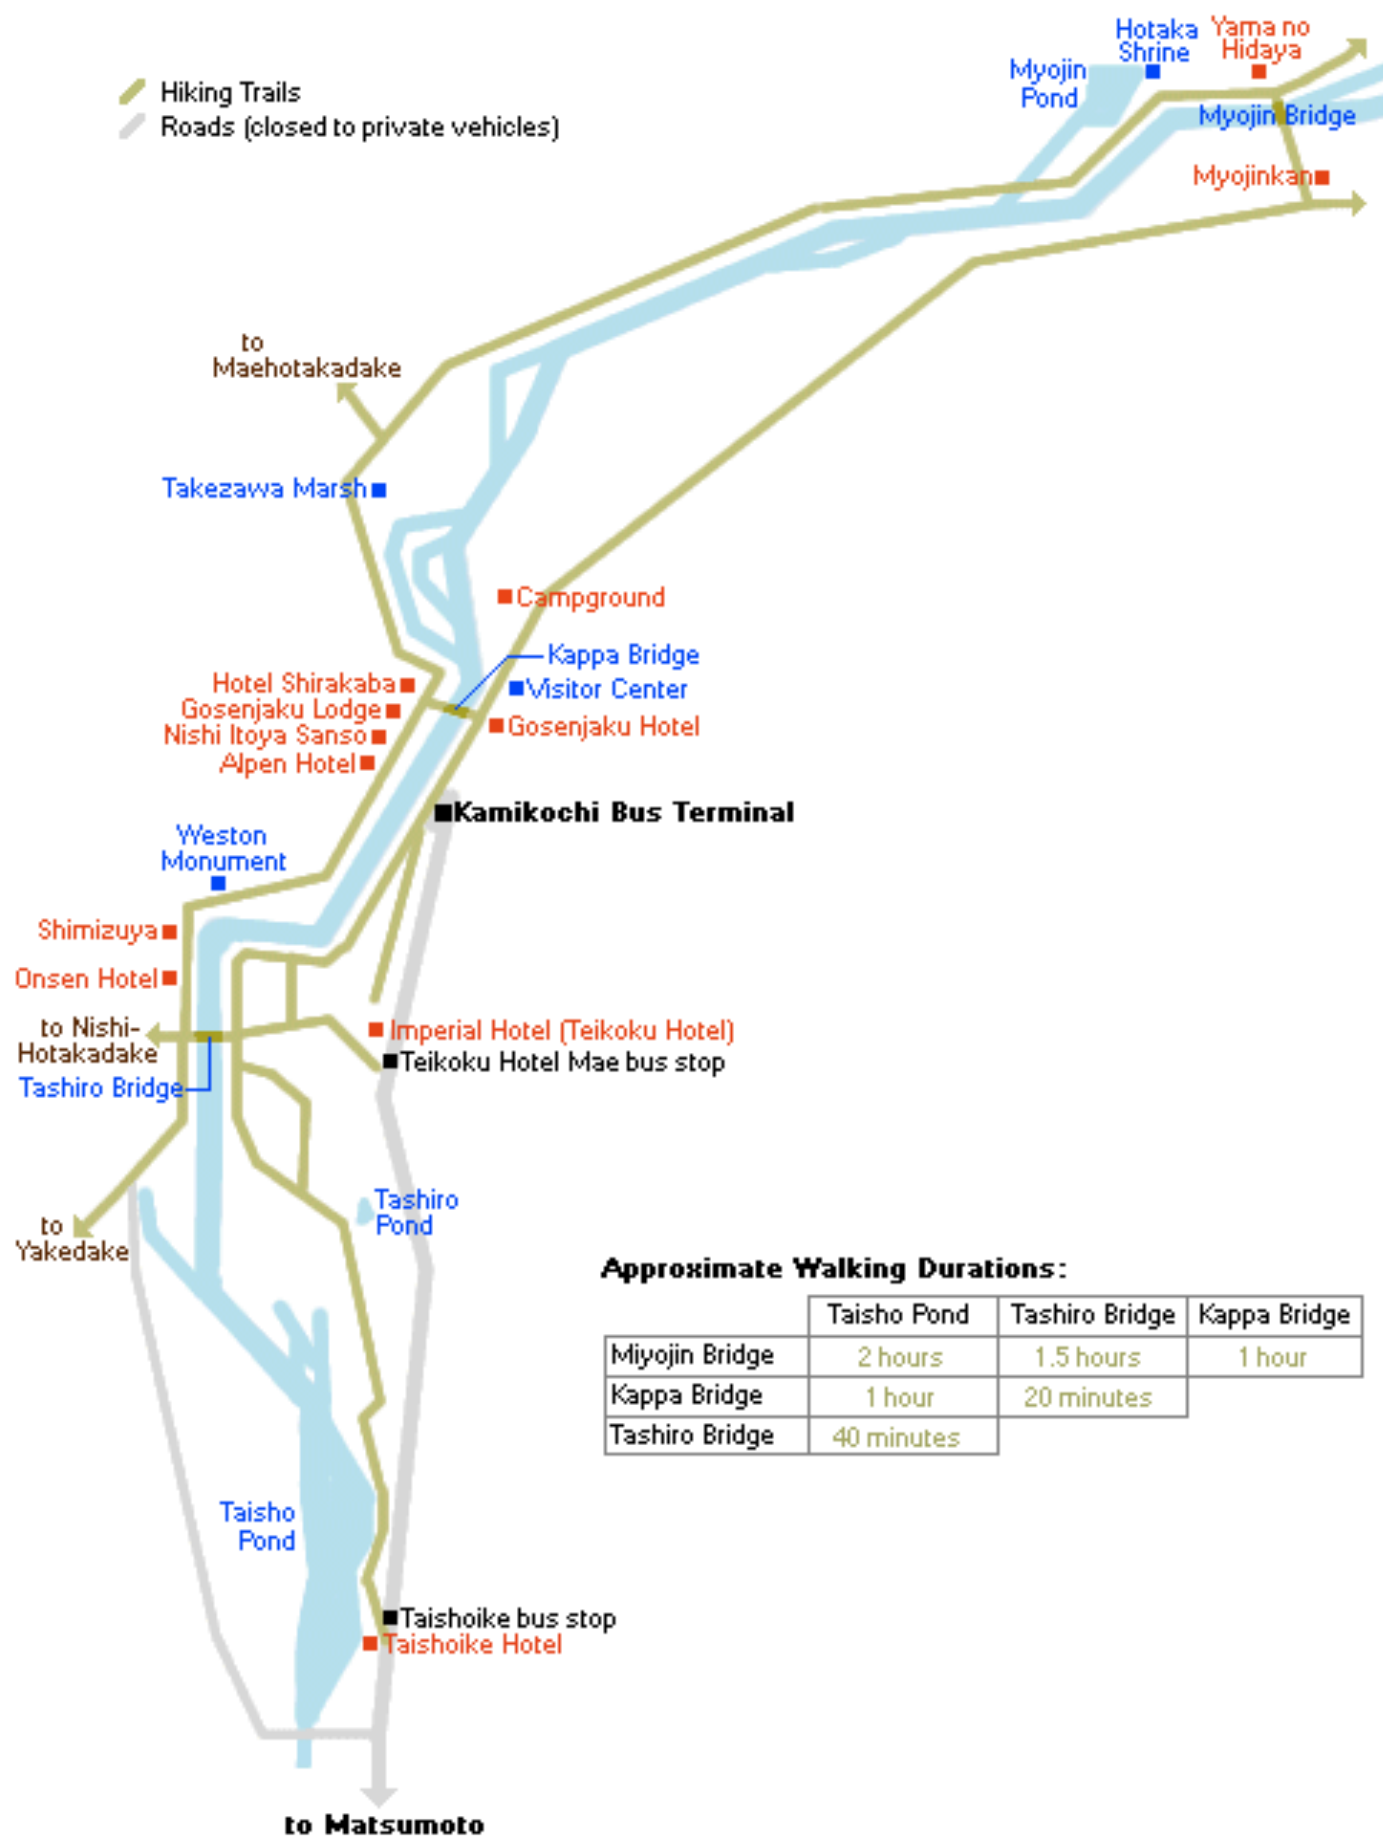 Hotaka
Shrine
Yama no
Hidaya
Myojin
Pond
Hiking Trails
Roads (closed to private vehicles)
Myojin Bridge
Myojinkan
to
Maehotakadake
Takezawa Marsh
Campground
Kappa Bridge
Hotel Shirakaba
Visitor Center
Gosenjaku Lodge
Gosenjaku Hotel
Nishi Itoya Sanso
Alpen Hotel
Kamikochi Bus Terminal
Weston
Monument
Shimizuya
Onsen Hotel
to Nishi-
Hotakadake
Imperial Hotel (Teikoku Hotel)
Teikoku Hotel Mae bus stop
Tashiro Bridge
Tashiro
Pond
to
Yakedake
Approximate Walking Durations:
Taisho Pond Tashiro Bridge Kappa Bridge
Miyojin Bridge 2 hours 1.5 hours 1 hour
Kappa Bridge 1 hour 20 minutes
Tashiro Bridge 40 minutes
Taisho
Pond
Taishoike bus stop
Taishoike Hotel
to Matsumoto